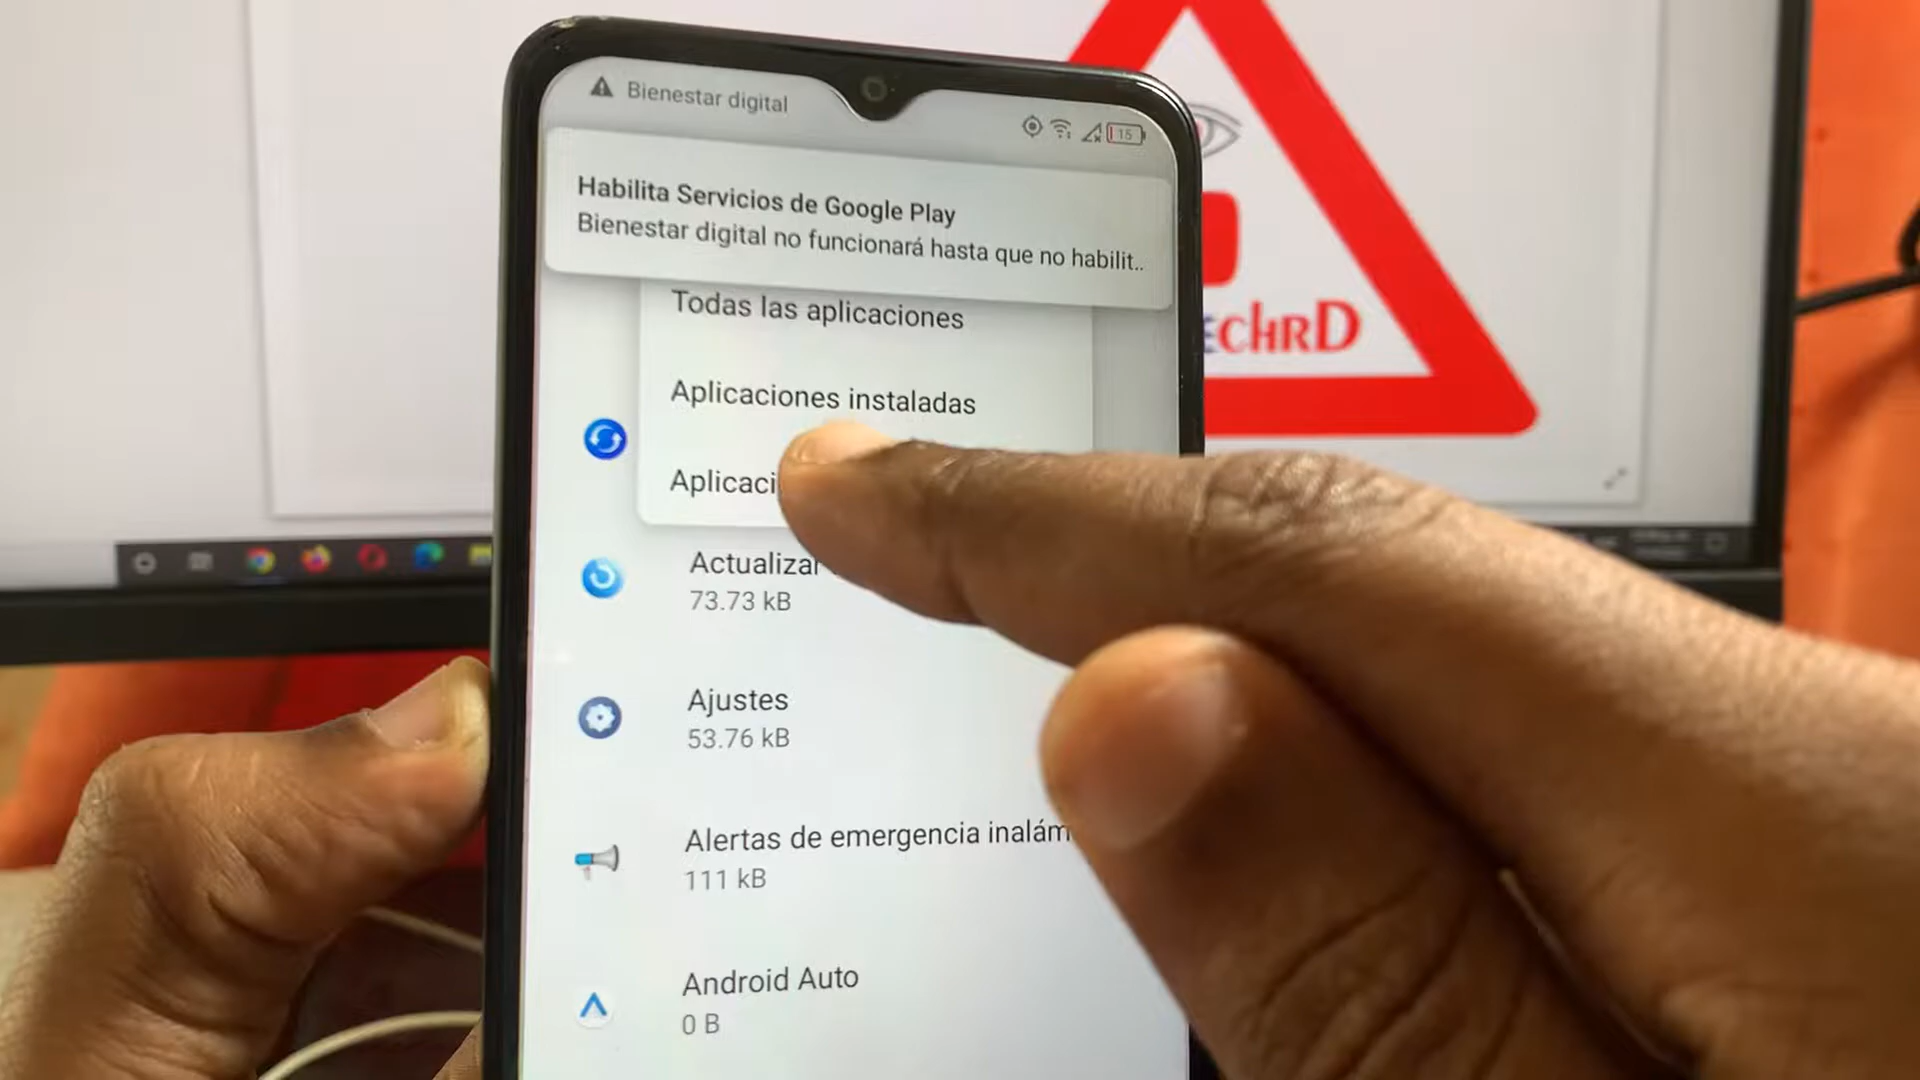 Bienestar digital
15
Habilita Servicios de Google Play
Bienestar digital no funcionará hasta que no habilit..
Todas las aplicaciones
Aplicaciones instaladas
Aplicaci
Actualizar
73.73 kB
Ajustes
53.76 kB
Alertas de emergencia inalám
111 kB
Android Auto
0 B
ECHRD